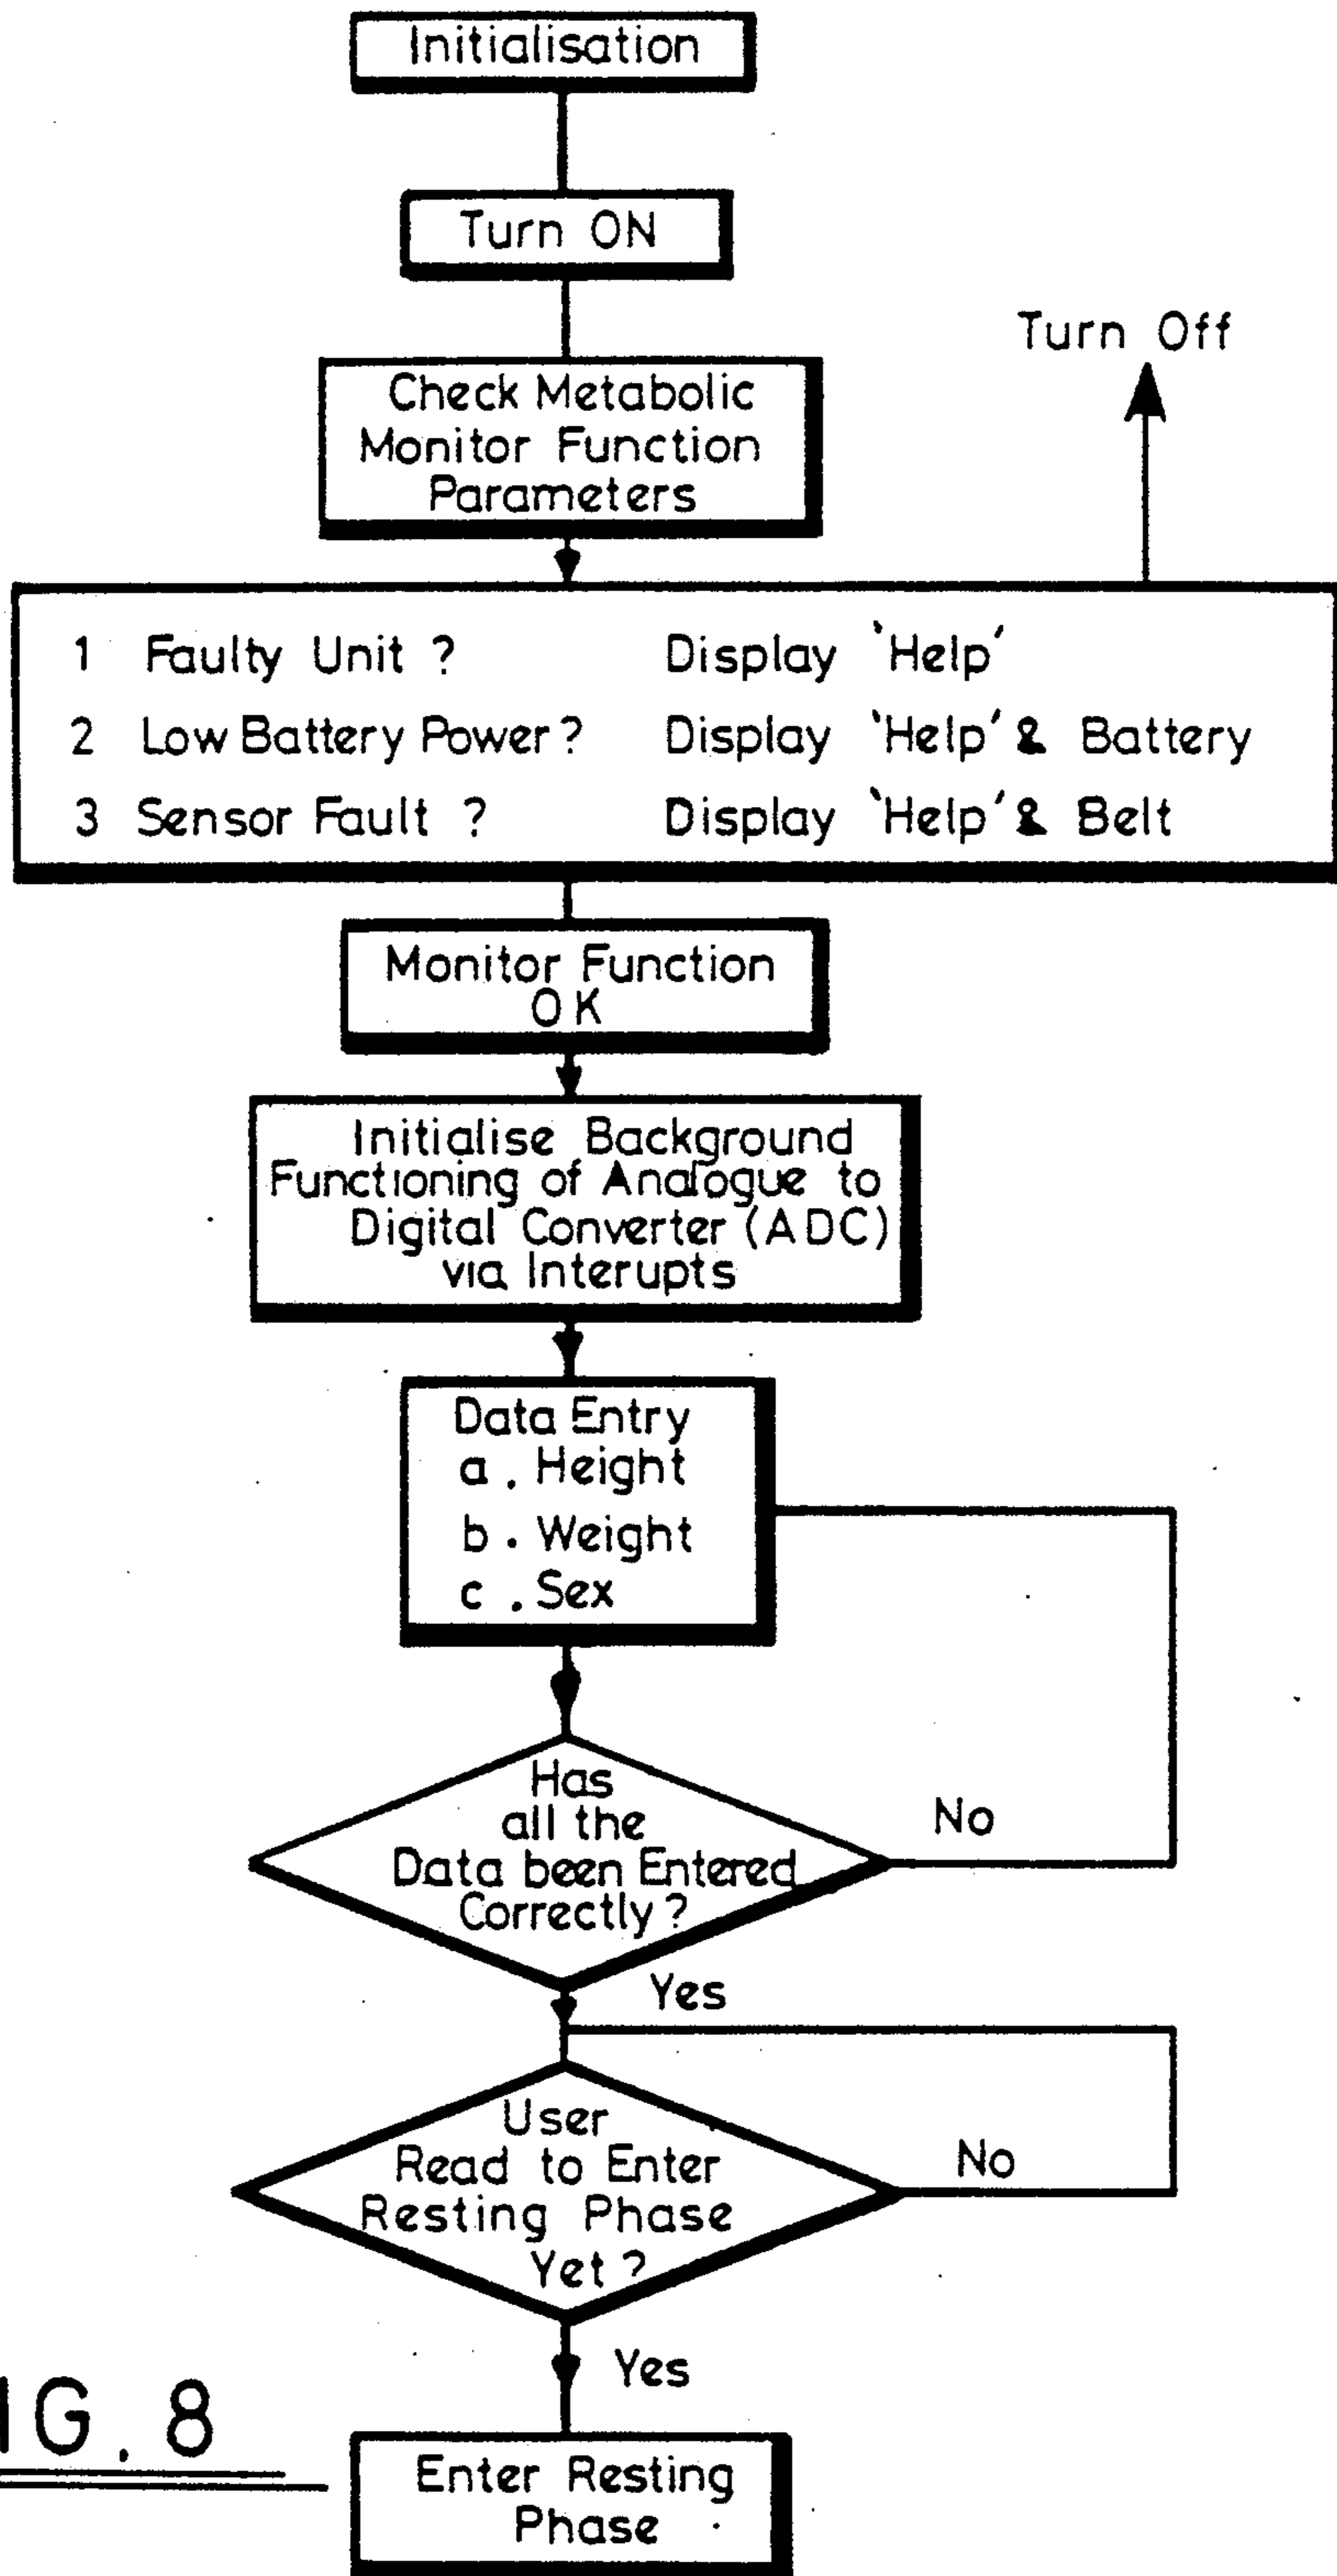 Initialisation
Turn ON
Turn Off
Check Metabolic
Monitor Function
Parameters
1 Faulty Unit ? Display 'Help'
2 Low Battery Power? Display 'Help' & Battery
3 Sensor Fault ? Display 'Help' & Belt
Monitor Function
OK
Initialise Background
Functioning of Analogue to
Digital Converter (ADC)
via Interupts
Data Entry
a . Height
b . Weight
c . Sex
Has
all the
Data been Entered
Correctly ?
No
Yes
User
Read to Enter
Resting Phase
Yet ?
No
Yes
IG . 8
Enter Resting
Phase